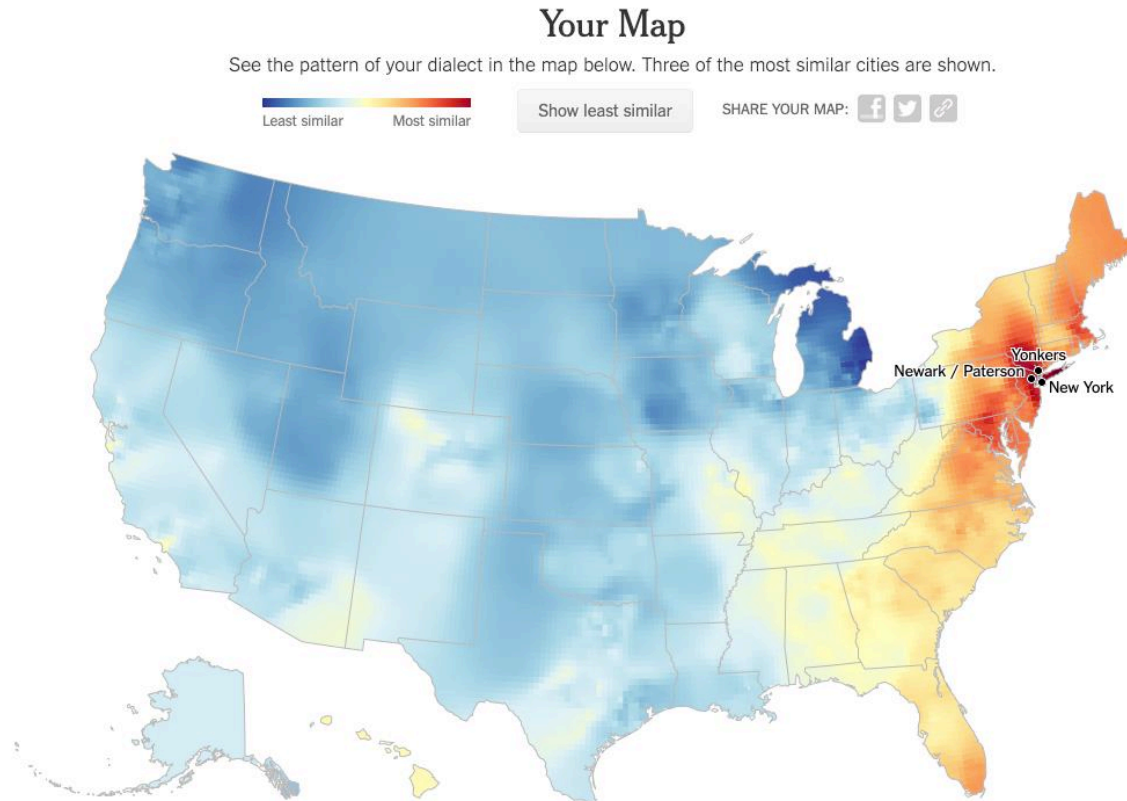 Your Map
See the pattern of your dialect in the map below. Three of the most similar cities are shown.
Least similar
Most similar
Show least similar
SHARE YOUR MAP:
Yonkers
Newark / Paterson
New York